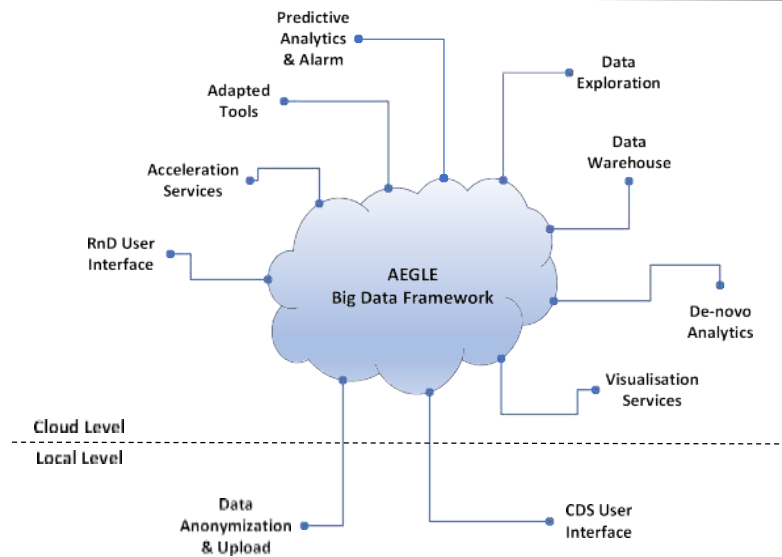 Predictive
Analytics
& Alarm
Data
Exploration
Adapted
Tools
Data
Warehouse
Acceleration
Services
RnD User
Interface
AEGLE
Big Data Framework
De-novo
Analytics
Visualisation
Services
Cloud Level
Local Level
Data
Anonymization
& Upload
CDS User
Interface